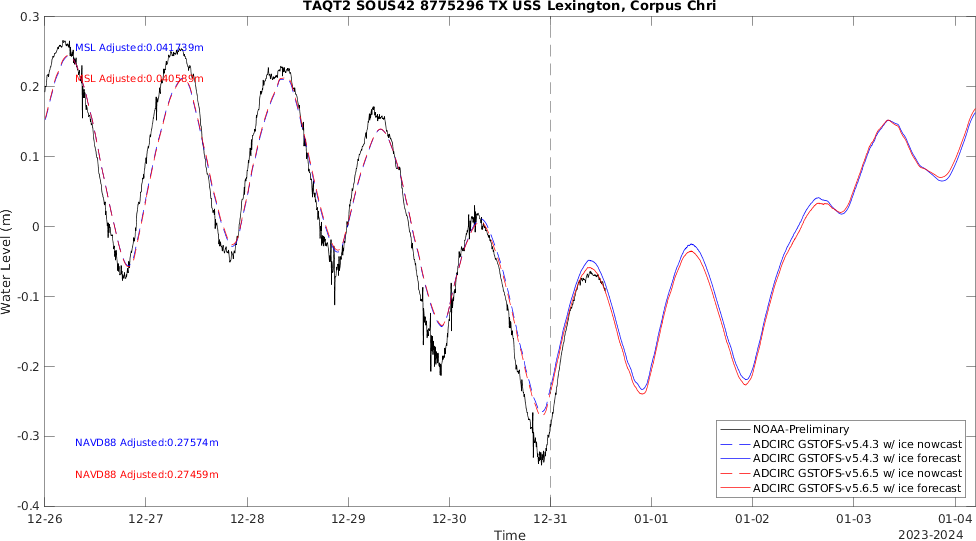 TAQT2 SOUS42 8775296 TX USS Lexington, Corpus Chri
0.3
0.2
0.1
0
-0.1
-0.2
-0.3
-0.4
Water Level (m)
MSL Adjusted:0.041739m
MSL Adjusted:0.040585m
NAVD88 Adjusted:0.27574m
NAVD88 Adjusted:0.27459m
NOAA-Preliminary
ADCIRC GSTOFS-v5.4.3 w/ ice nowcast
ADCIRC GSTOFS-v5.4.3 w/ ice forecast
ADCIRC GSTOFS-v5.6.5 w/ ice nowcast
ADCIRC GSTOFS-v5.6.5 w/ ice forecast
12-26 12-27 12-28 12-29 12-30 12-31 01-01 01-02 01-03 01-04
Time
2023-2024